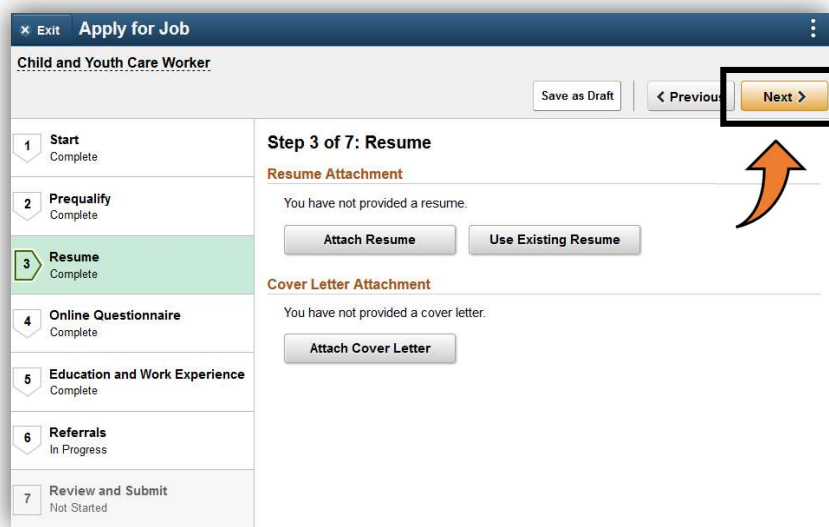 × Exit Apply for Job
Child and Youth Care Worker
Save as Draft
Previous
Next
1 Start
Complete
2 Prequalify
Complete
3 Resume
Complete
4 Online Questionnaire
Complete
5 Education and Work Experience
Complete
6 Referrals
In Progress
7 Review and Submit
Not Started
Step 3 of 7: Resume
Resume Attachment
You have not provided a resume.
Attach Resume
Use Existing Resume
Cover Letter Attachment
You have not provided a cover letter.
Attach Cover Letter